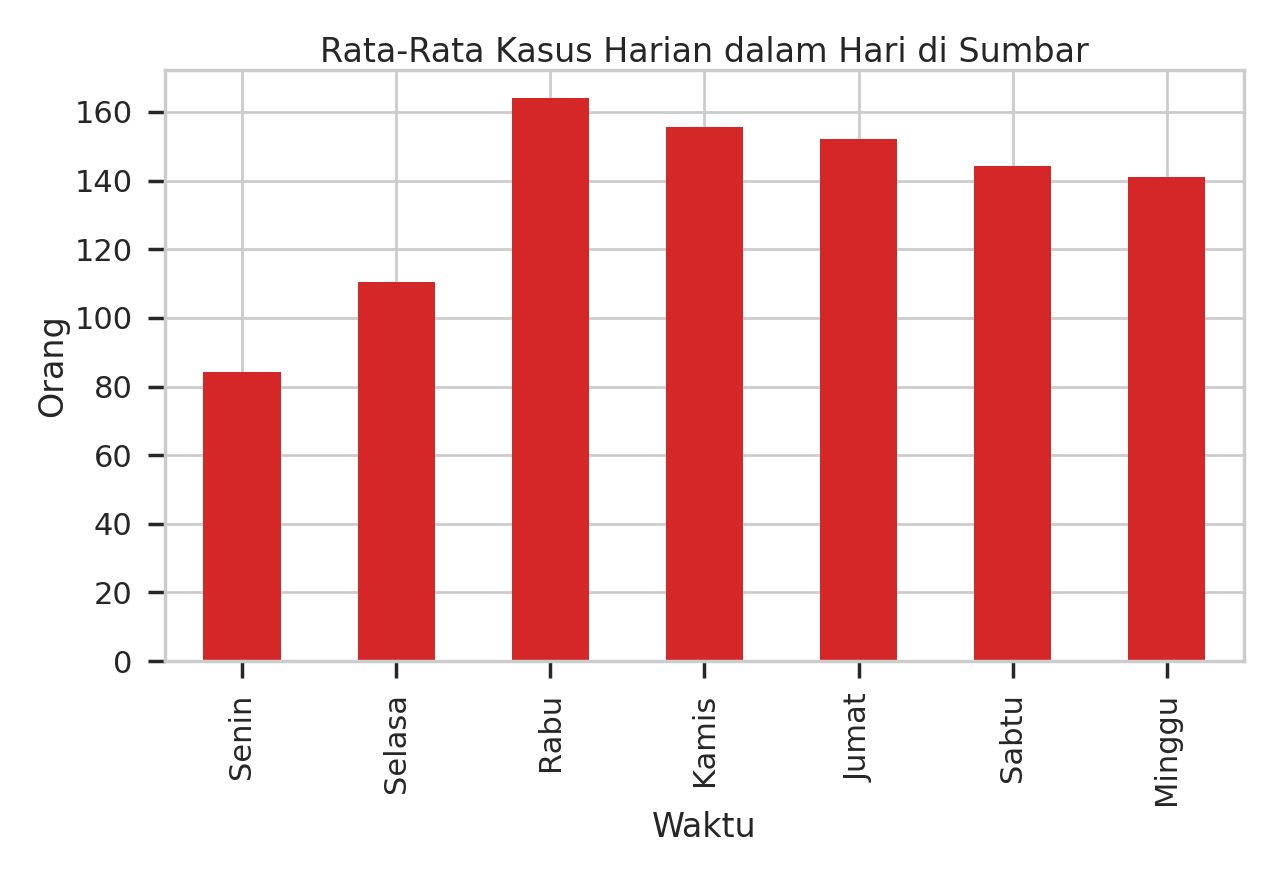 Rata-Rata Kasus Harian dalam Hari di Sumbar
160
140
120
100
80
60
40
20
0
Orang
Senin
Selasa
Rabu
Kamis
Jumat
Sabtu
Minggu
Waktu